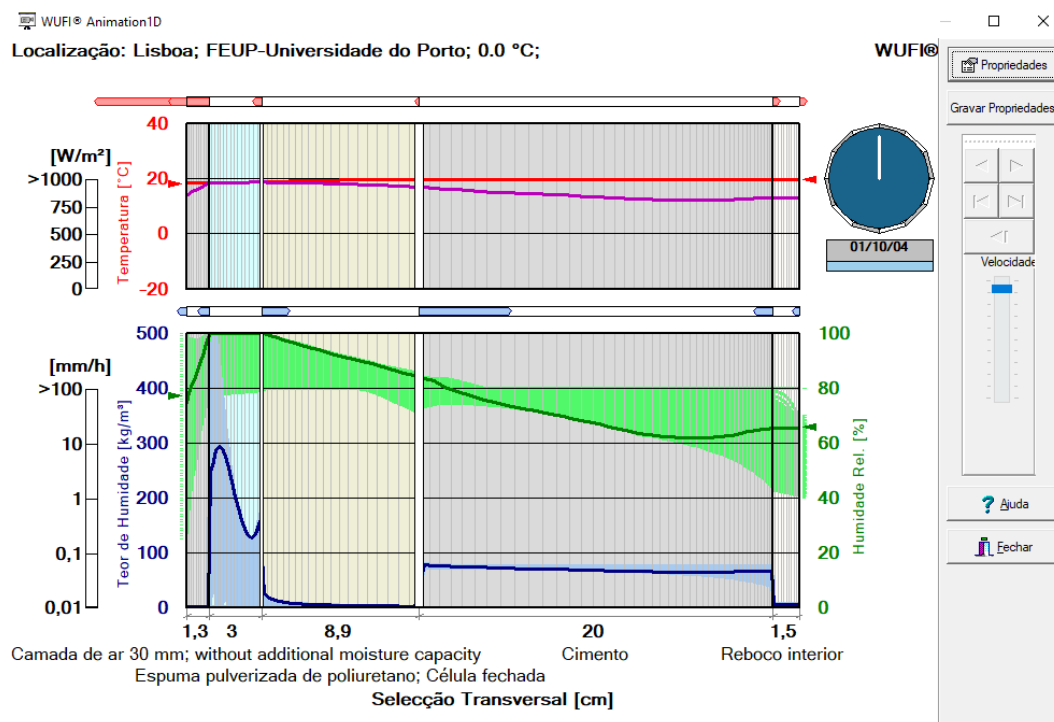 WUFI® Animation1D
Localização: Lisboa; FEUP-Universidade do Porto; 0.0 °C;
WUFI®
Propriedades
Gravar Propriedades
[W/m²]
>1000
750
500
250
0
Temperatura [°C]
40
20
0
-20
01/10/04
Velocidade
[mm/h]
>100
10
1
0,1
0,01
Teor de Humidade [kg/m³]
500
400
300
200
100
0
100
80
60
40
20
0
Humidade Rel. [%]
Ajuda
Fechar
1,3 3 8,9 20 1,5
Camada de ar 30 mm; without additional moisture capacity Cimento Reboco interior
Espuma pulverizada de poliuretano; Célula fechada
Selecção Transversal [cm]